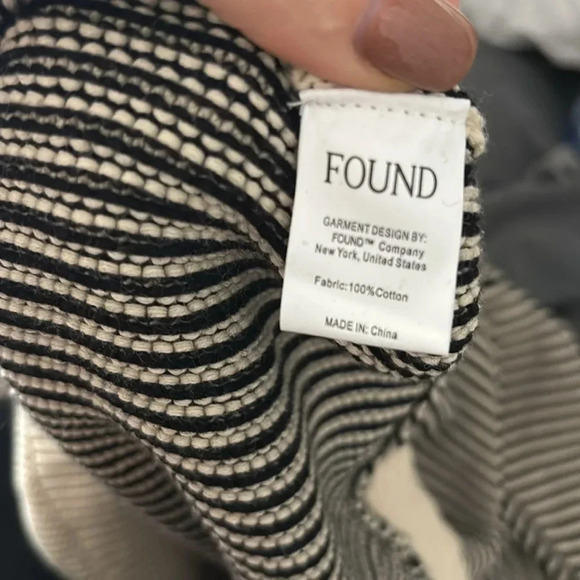 FOUND
GARMENT DESIGN BY:
FOUND™ Company
New York, United States
Fabric:100%Cotton
MADE IN: China